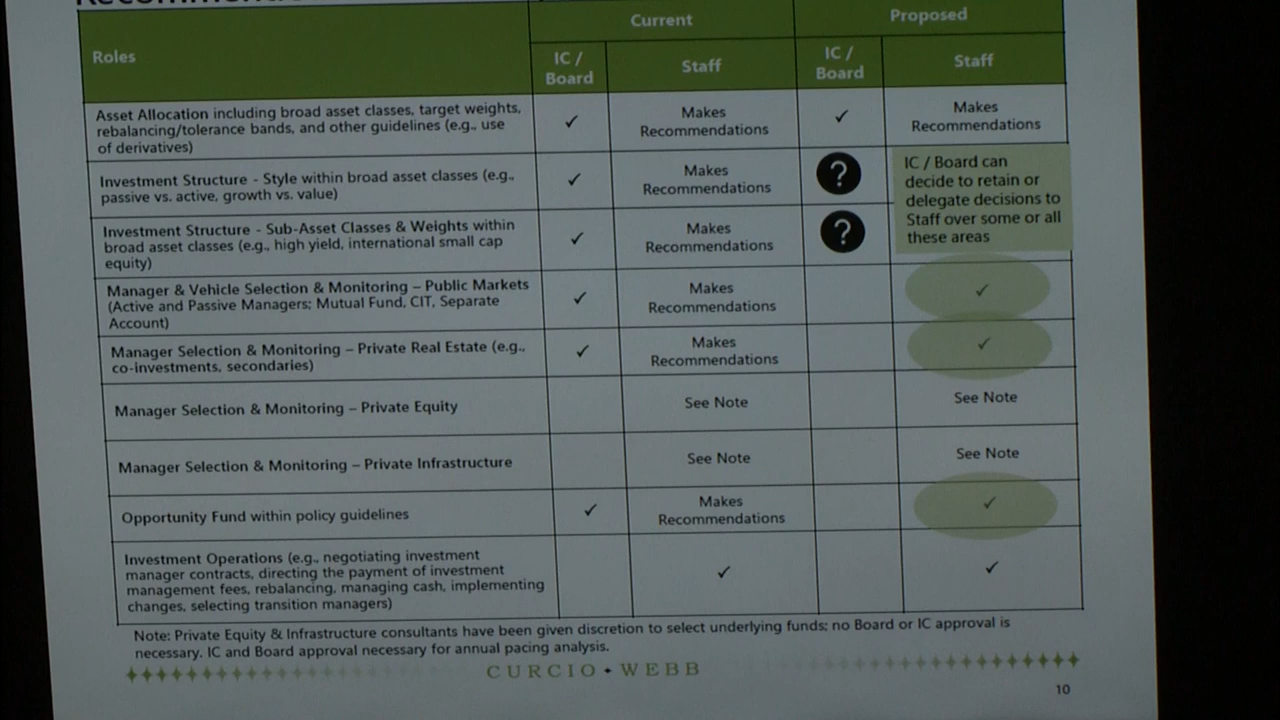 Current
Proposed
Roles
IC /
Board
Staff
IC /
Board
Staff
Asset Allocation including broad asset classes, target weights,
rebalancing/tolerance bands, and other guidelines (e.g., use
of derivatives)
✓
Makes
Recommendations
✓
Makes
Recommendations
Investment Structure - Style within broad asset classes (e.g.,
passive vs. active, growth vs. value)
✓
Makes
Recommendations
?
IC / Board can
decide to retain or
delegate decisions to
Staff over some or all
these areas
Investment Structure - Sub-Asset Classes & Weights within
broad asset classes (e.g., high yield, international small cap
equity)
✓
Makes
Recommendations
?
Manager & Vehicle Selection & Monitoring – Public Markets
(Active and Passive Managers; Mutual Fund, CIT, Separate
Account)
✓
Makes
Recommendations
✓
Manager Selection & Monitoring – Private Real Estate (e.g.,
co-investments, secondaries)
✓
Makes
Recommendations
✓
Manager Selection & Monitoring – Private Equity
See Note
See Note
Manager Selection & Monitoring – Private Infrastructure
See Note
See Note
Opportunity Fund within policy guidelines
✓
Makes
Recommendations
✓
Investment Operations (e.g., negotiating investment
manager contracts, directing the payment of investment
management fees, rebalancing, managing cash, implementing
changes, selecting transition managers)
✓
✓
Note: Private Equity & Infrastructure consultants have been given discretion to select underlying funds; no Board or IC approval is
necessary. IC and Board approval necessary for annual pacing analysis.
CURCIO ✦ WEBB
10